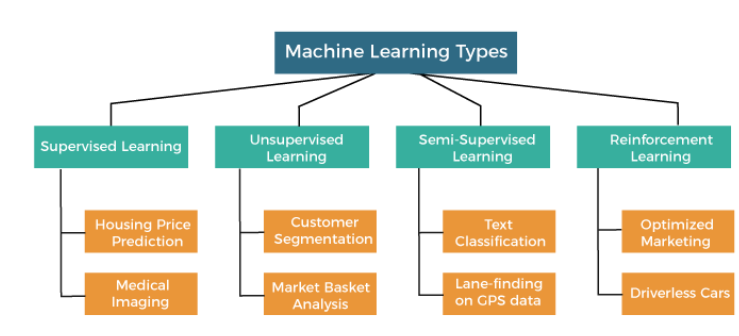 Machine Learning Types
Supervised Learning
Unsupervised
Learning
Semi-Supervised
Learning
Reinforcement
Learning
Housing Price
Prediction
Customer
Segmentation
Text
Classification
Optimized
Marketing
Medical
Imaging
Market Basket
Analysis
Lane-finding
on GPS data
Driverless Cars